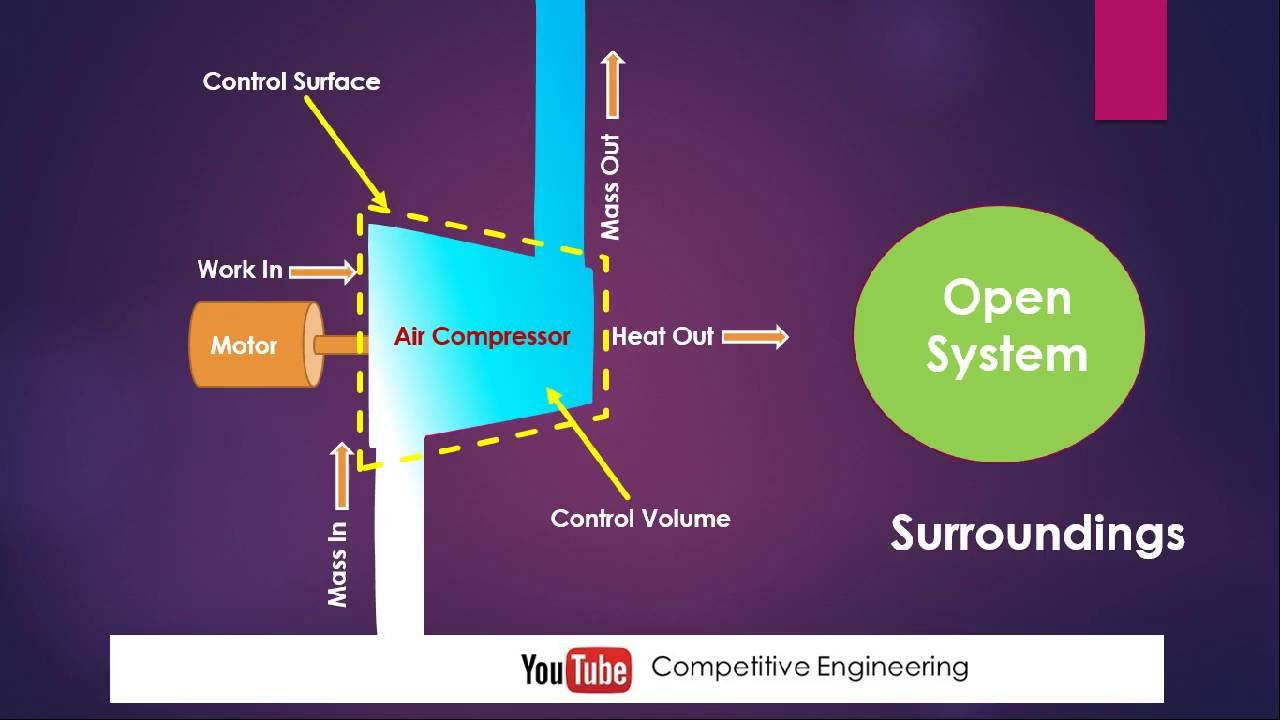 Control Surface
Mass Out
Work In
Motor
Air Compressor
Heat Out
Open
System
Mass In
Control Volume
Surroundings
YouTube Competitive Engineering